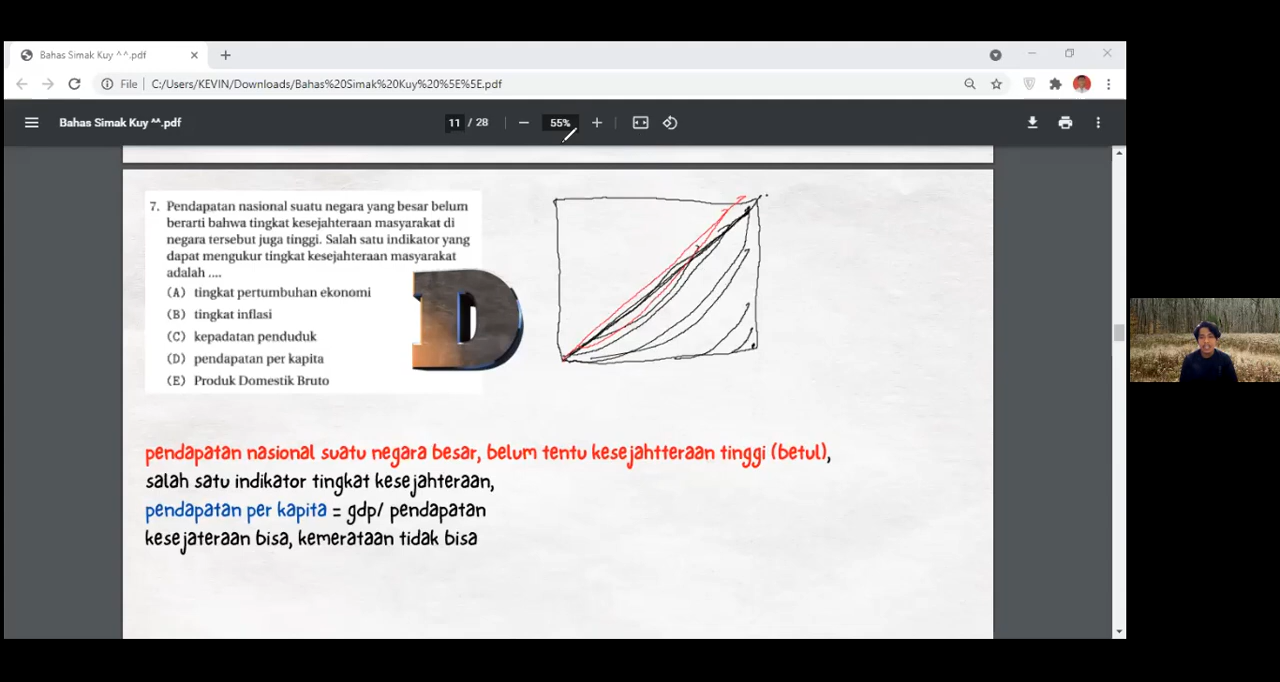 Bahas Simak Kuy ^^.pdf
File
C:/Users/KEVIN/Downloads/Bahas%20Simak%20Kuy%20%5E%5E.pdf
Bahas Simak Kuy ^^.pdf
11 / 28
55%
7. Pendapatan nasional suatu negara yang besar belum
berarti bahwa tingkat kesejahteraan masyarakat di
negara tersebut juga tinggi. Salah satu indikator yang
dapat mengukur tingkat kesejahteraan masyarakat
adalah ....
(A) tingkat pertumbuhan ekonomi
(B) tingkat inflasi
(C) kepadatan penduduk
(D) pendapatan per kapita
(E) Produk Domestik Bruto
D
pendapatan nasional suatu negara besar, belum tentu kesejahtteraan tinggi (betul),
salah satu indikator tingkat kesejahteraan,
pendapatan per kapita = gdp/ pendapatan
kesejateraan bisa, kemerataan tidak bisa